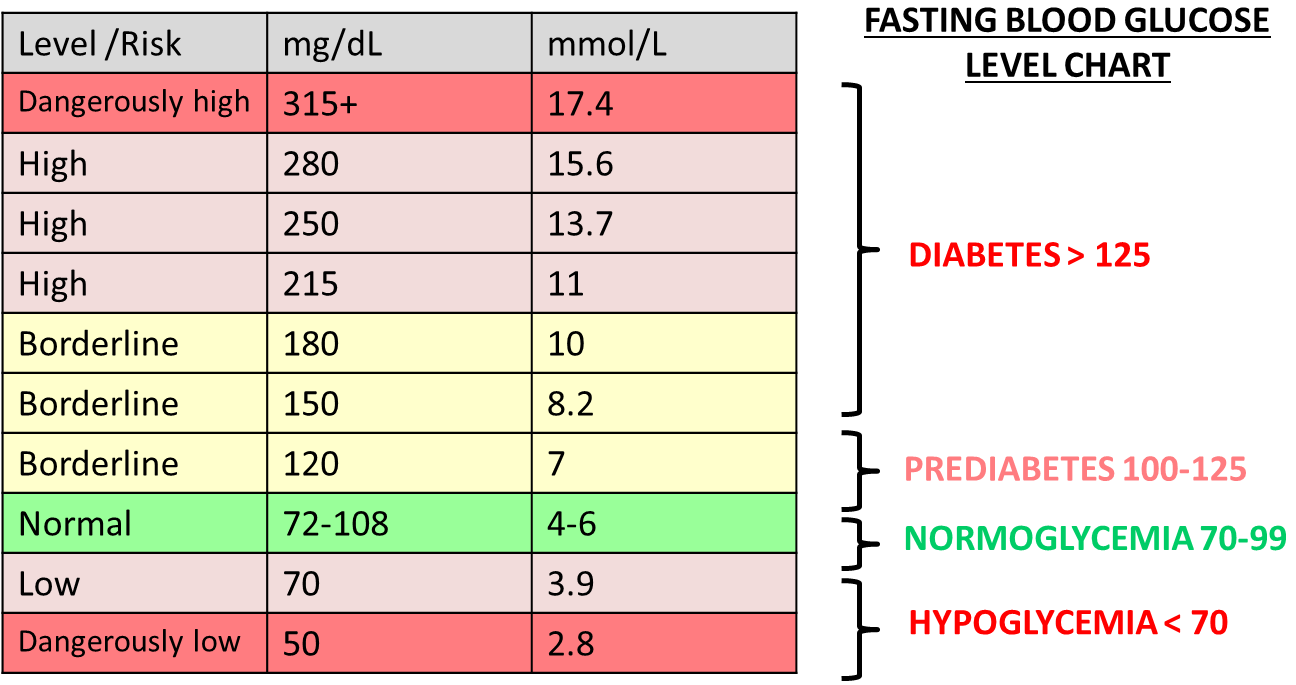 FASTING BLOOD GLUCOSE
LEVEL CHART
Level /Risk mg/dL mmol/L
Dangerously high 315+ 17.4
High 280 15.6
High 250 13.7
High 215 11
Borderline 180 10
Borderline 150 8.2
Borderline 120 7
Normal 72-108 4-6
Low 70 3.9
Dangerously low 50 2.8
DIABETES > 125
PREDIABETES 100-125
NORMOGLYCEMIA 70-99
HYPOGLYCEMIA < 70